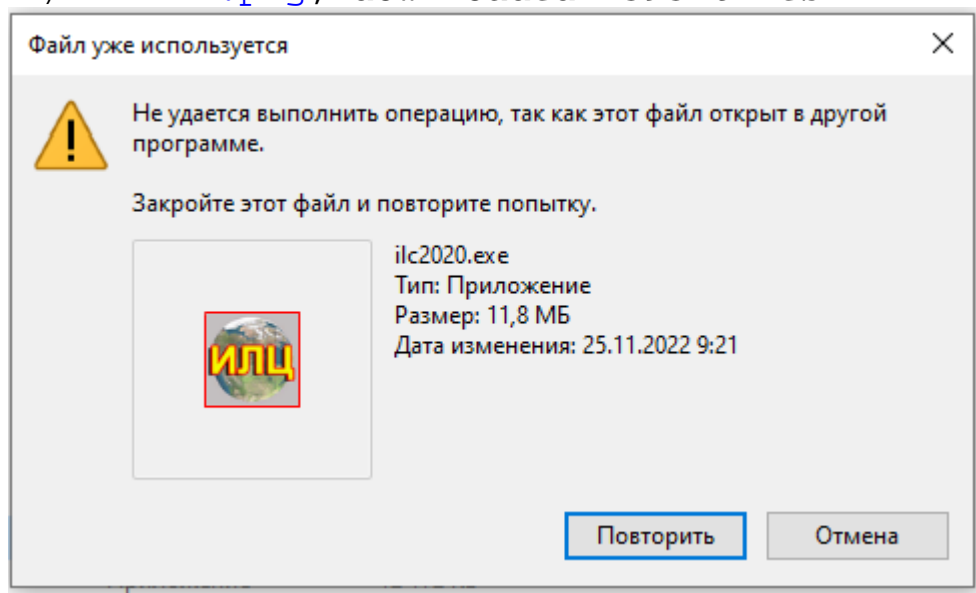 Файл уже используется
Не удается выполнить операцию, так как этот файл открыт в другой
программе.
Закройте этот файл и повторите попытку.
ИЛЦ
ilc2020.exe
Тип: Приложение
Размер: 11,8 МБ
Дата изменения: 25.11.2022 9:21
Повторить
Отмена